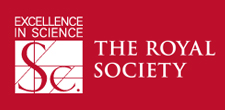 EXCELLENCE
IN SCIENCE
Sc.
THE ROYAL
SOCIETY